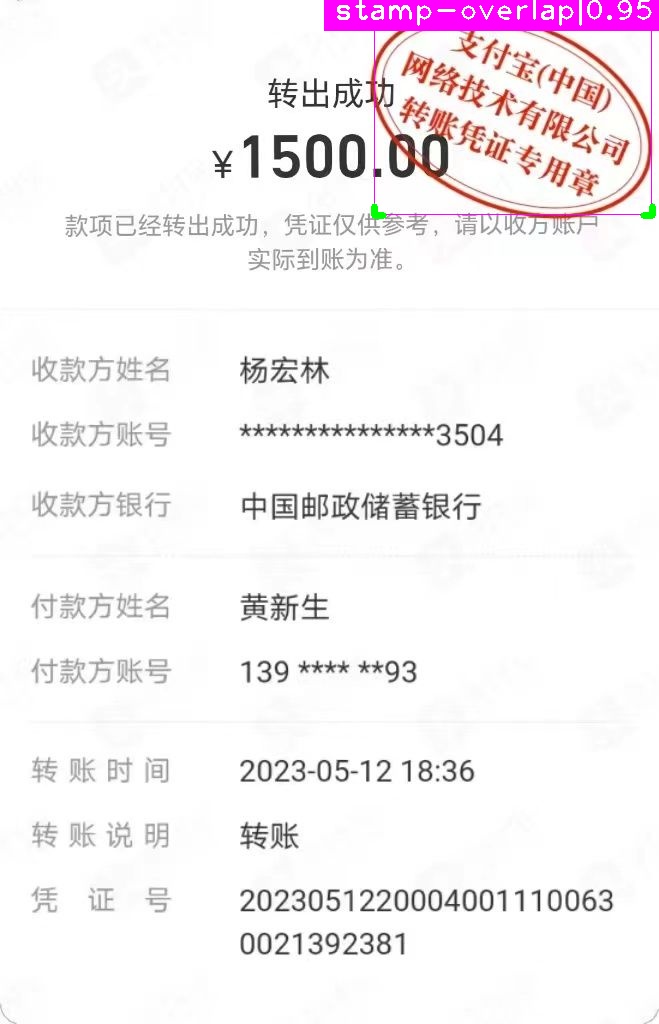 stamp-overlap|0.95
支付宝(中国)
网络技术有限公司
转账凭证专用章
转出成功
¥1500.00
款项已经转出成功，凭证仅供参考，请以收方账户
实际到账为准。
收款方姓名 杨宏林
收款方账号 ***************3504
收款方银行 中国邮政储蓄银行
付款方姓名 黄新生
付款方账号 139 **** **93
转账时间 2023-05-12 18:36
转账说明 转账
凭证号 2023051220004001110063
0021392381